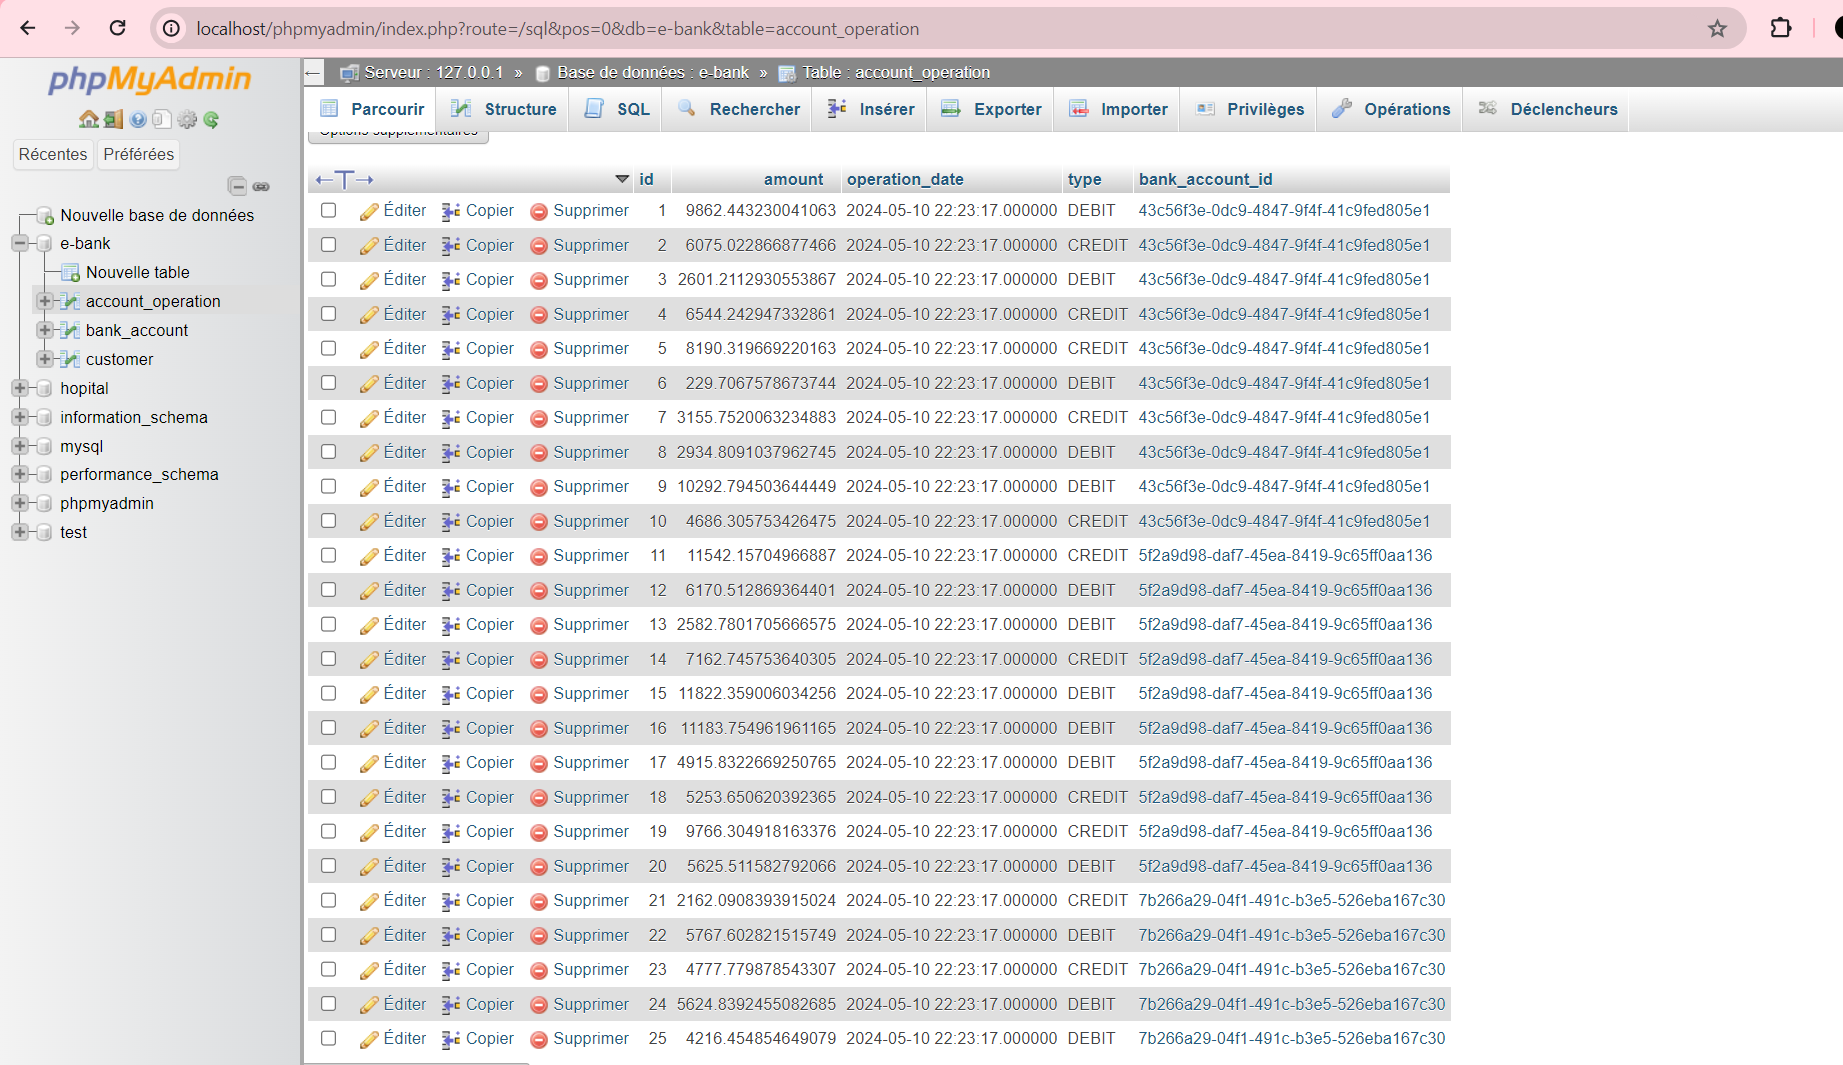 localhost/phpmyadmin/index.php?route=/sql&pos=0&db=e-bank&table=account_operation
phpMyAdmin
Récentes Préférées
Nouvelle base de données
e-bank
Nouvelle table
account_operation
bank_account
customer
hopital
information_schema
mysql
performance_schema
phpmyadmin
test
Serveur : 127.0.0.1 » Base de données : e-bank » Table : account_operation
Parcourir Structure SQL Rechercher Insérer Exporter Importer Privilèges Opérations Déclencheurs
Options supplémentaires
←T→ id amount operation_date type bank_account_id
Éditer Copier Supprimer 1 9862.443230041063 2024-05-10 22:23:17.000000 DEBIT 43c56f3e-0dc9-4847-9f4f-41c9fed805e1
Éditer Copier Supprimer 2 6075.022866877466 2024-05-10 22:23:17.000000 CREDIT 43c56f3e-0dc9-4847-9f4f-41c9fed805e1
Éditer Copier Supprimer 3 2601.2112930553867 2024-05-10 22:23:17.000000 DEBIT 43c56f3e-0dc9-4847-9f4f-41c9fed805e1
Éditer Copier Supprimer 4 6544.242947332861 2024-05-10 22:23:17.000000 CREDIT 43c56f3e-0dc9-4847-9f4f-41c9fed805e1
Éditer Copier Supprimer 5 8190.319669220163 2024-05-10 22:23:17.000000 CREDIT 43c56f3e-0dc9-4847-9f4f-41c9fed805e1
Éditer Copier Supprimer 6 229.7067578673744 2024-05-10 22:23:17.000000 DEBIT 43c56f3e-0dc9-4847-9f4f-41c9fed805e1
Éditer Copier Supprimer 7 3155.7520063234883 2024-05-10 22:23:17.000000 CREDIT 43c56f3e-0dc9-4847-9f4f-41c9fed805e1
Éditer Copier Supprimer 8 2934.8091037962745 2024-05-10 22:23:17.000000 DEBIT 43c56f3e-0dc9-4847-9f4f-41c9fed805e1
Éditer Copier Supprimer 9 10292.794503644449 2024-05-10 22:23:17.000000 DEBIT 43c56f3e-0dc9-4847-9f4f-41c9fed805e1
Éditer Copier Supprimer 10 4686.305753426475 2024-05-10 22:23:17.000000 CREDIT 43c56f3e-0dc9-4847-9f4f-41c9fed805e1
Éditer Copier Supprimer 11 11542.15704966887 2024-05-10 22:23:17.000000 CREDIT 5f2a9d98-daf7-45ea-8419-9c65ff0aa136
Éditer Copier Supprimer 12 6170.512869364401 2024-05-10 22:23:17.000000 DEBIT 5f2a9d98-daf7-45ea-8419-9c65ff0aa136
Éditer Copier Supprimer 13 2582.7801705666575 2024-05-10 22:23:17.000000 DEBIT 5f2a9d98-daf7-45ea-8419-9c65ff0aa136
Éditer Copier Supprimer 14 7162.745753640305 2024-05-10 22:23:17.000000 CREDIT 5f2a9d98-daf7-45ea-8419-9c65ff0aa136
Éditer Copier Supprimer 15 11822.359006034256 2024-05-10 22:23:17.000000 DEBIT 5f2a9d98-daf7-45ea-8419-9c65ff0aa136
Éditer Copier Supprimer 16 11183.754961961165 2024-05-10 22:23:17.000000 DEBIT 5f2a9d98-daf7-45ea-8419-9c65ff0aa136
Éditer Copier Supprimer 17 4915.8322669250765 2024-05-10 22:23:17.000000 DEBIT 5f2a9d98-daf7-45ea-8419-9c65ff0aa136
Éditer Copier Supprimer 18 5253.650620392365 2024-05-10 22:23:17.000000 CREDIT 5f2a9d98-daf7-45ea-8419-9c65ff0aa136
Éditer Copier Supprimer 19 9766.304918163376 2024-05-10 22:23:17.000000 CREDIT 5f2a9d98-daf7-45ea-8419-9c65ff0aa136
Éditer Copier Supprimer 20 5625.511582792066 2024-05-10 22:23:17.000000 DEBIT 5f2a9d98-daf7-45ea-8419-9c65ff0aa136
Éditer Copier Supprimer 21 2162.0908393915024 2024-05-10 22:23:17.000000 CREDIT 7b266a29-04f1-491c-b3e5-526eba167c30
Éditer Copier Supprimer 22 5767.602821515749 2024-05-10 22:23:17.000000 DEBIT 7b266a29-04f1-491c-b3e5-526eba167c30
Éditer Copier Supprimer 23 4777.779878543307 2024-05-10 22:23:17.000000 CREDIT 7b266a29-04f1-491c-b3e5-526eba167c30
Éditer Copier Supprimer 24 5624.8392455082685 2024-05-10 22:23:17.000000 DEBIT 7b266a29-04f1-491c-b3e5-526eba167c30
Éditer Copier Supprimer 25 4216.454854649079 2024-05-10 22:23:17.000000 DEBIT 7b266a29-04f1-491c-b3e5-526eba167c30